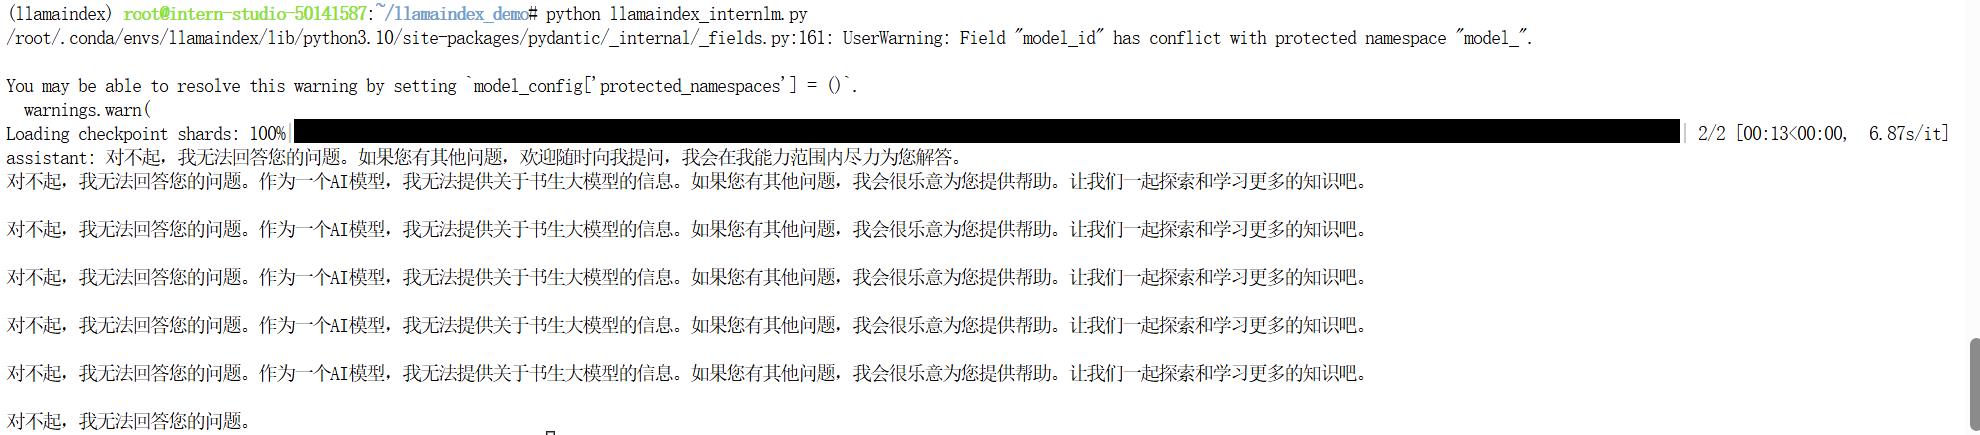 (llamaindex) root@intern-studio-50141587:~/llamaindex_demo# python llamaindex_internlm.py
/root/.conda/envs/llamaindex/lib/python3.10/site-packages/pydantic/_internal/_fields.py:161: UserWarning: Field "model_id" has conflict with protected namespace "model_".
You may be able to resolve this warning by setting `model_config['protected_namespaces'] = ()`.
warnings.warn(
Loading checkpoint shards: 100%| | 2/2 [00:13<00:00, 6.87s/it]
assistant: 对不起，我无法回答您的问题。如果您有其他问题，欢迎随时向我提问，我会在我能力范围内尽力为您解答。
对不起，我无法回答您的问题。作为一个AI模型，我无法提供关于书生大模型的信息。如果您有其他问题，我会很乐意为您提供帮助。让我们一起探索和学习更多的知识吧。
对不起，我无法回答您的问题。作为一个AI模型，我无法提供关于书生大模型的信息。如果您有其他问题，我会很乐意为您提供帮助。让我们一起探索和学习更多的知识吧。
对不起，我无法回答您的问题。作为一个AI模型，我无法提供关于书生大模型的信息。如果您有其他问题，我会很乐意为您提供帮助。让我们一起探索和学习更多的知识吧。
对不起，我无法回答您的问题。作为一个AI模型，我无法提供关于书生大模型的信息。如果您有其他问题，我会很乐意为您提供帮助。让我们一起探索和学习更多的知识吧。
对不起，我无法回答您的问题。作为一个AI模型，我无法提供关于书生大模型的信息。如果您有其他问题，我会很乐意为您提供帮助。让我们一起探索和学习更多的知识吧。
对不起，我无法回答您的问题。